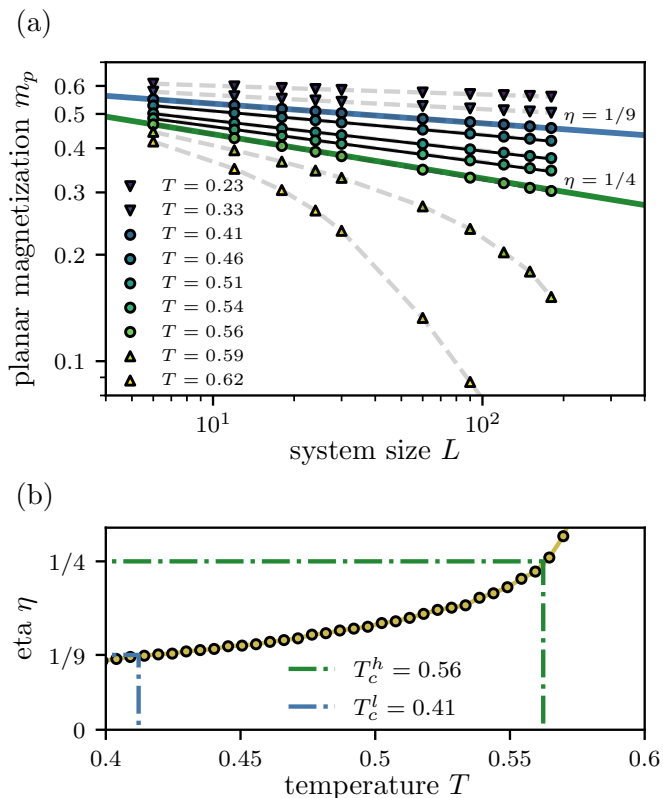 (a)
planar magnetization m_p
0.6
0.5
0.4
0.3
0.2
0.1
η = 1/9
η = 1/4
T = 0.23
T = 0.33
T = 0.41
T = 0.46
T = 0.51
T = 0.54
T = 0.56
T = 0.59
T = 0.62
10^1
10^2
system size L
(b)
eta η
1/4
1/9
0
T_c^h = 0.56
T_c^l = 0.41
0.4
0.45
0.5
0.55
0.6
temperature T